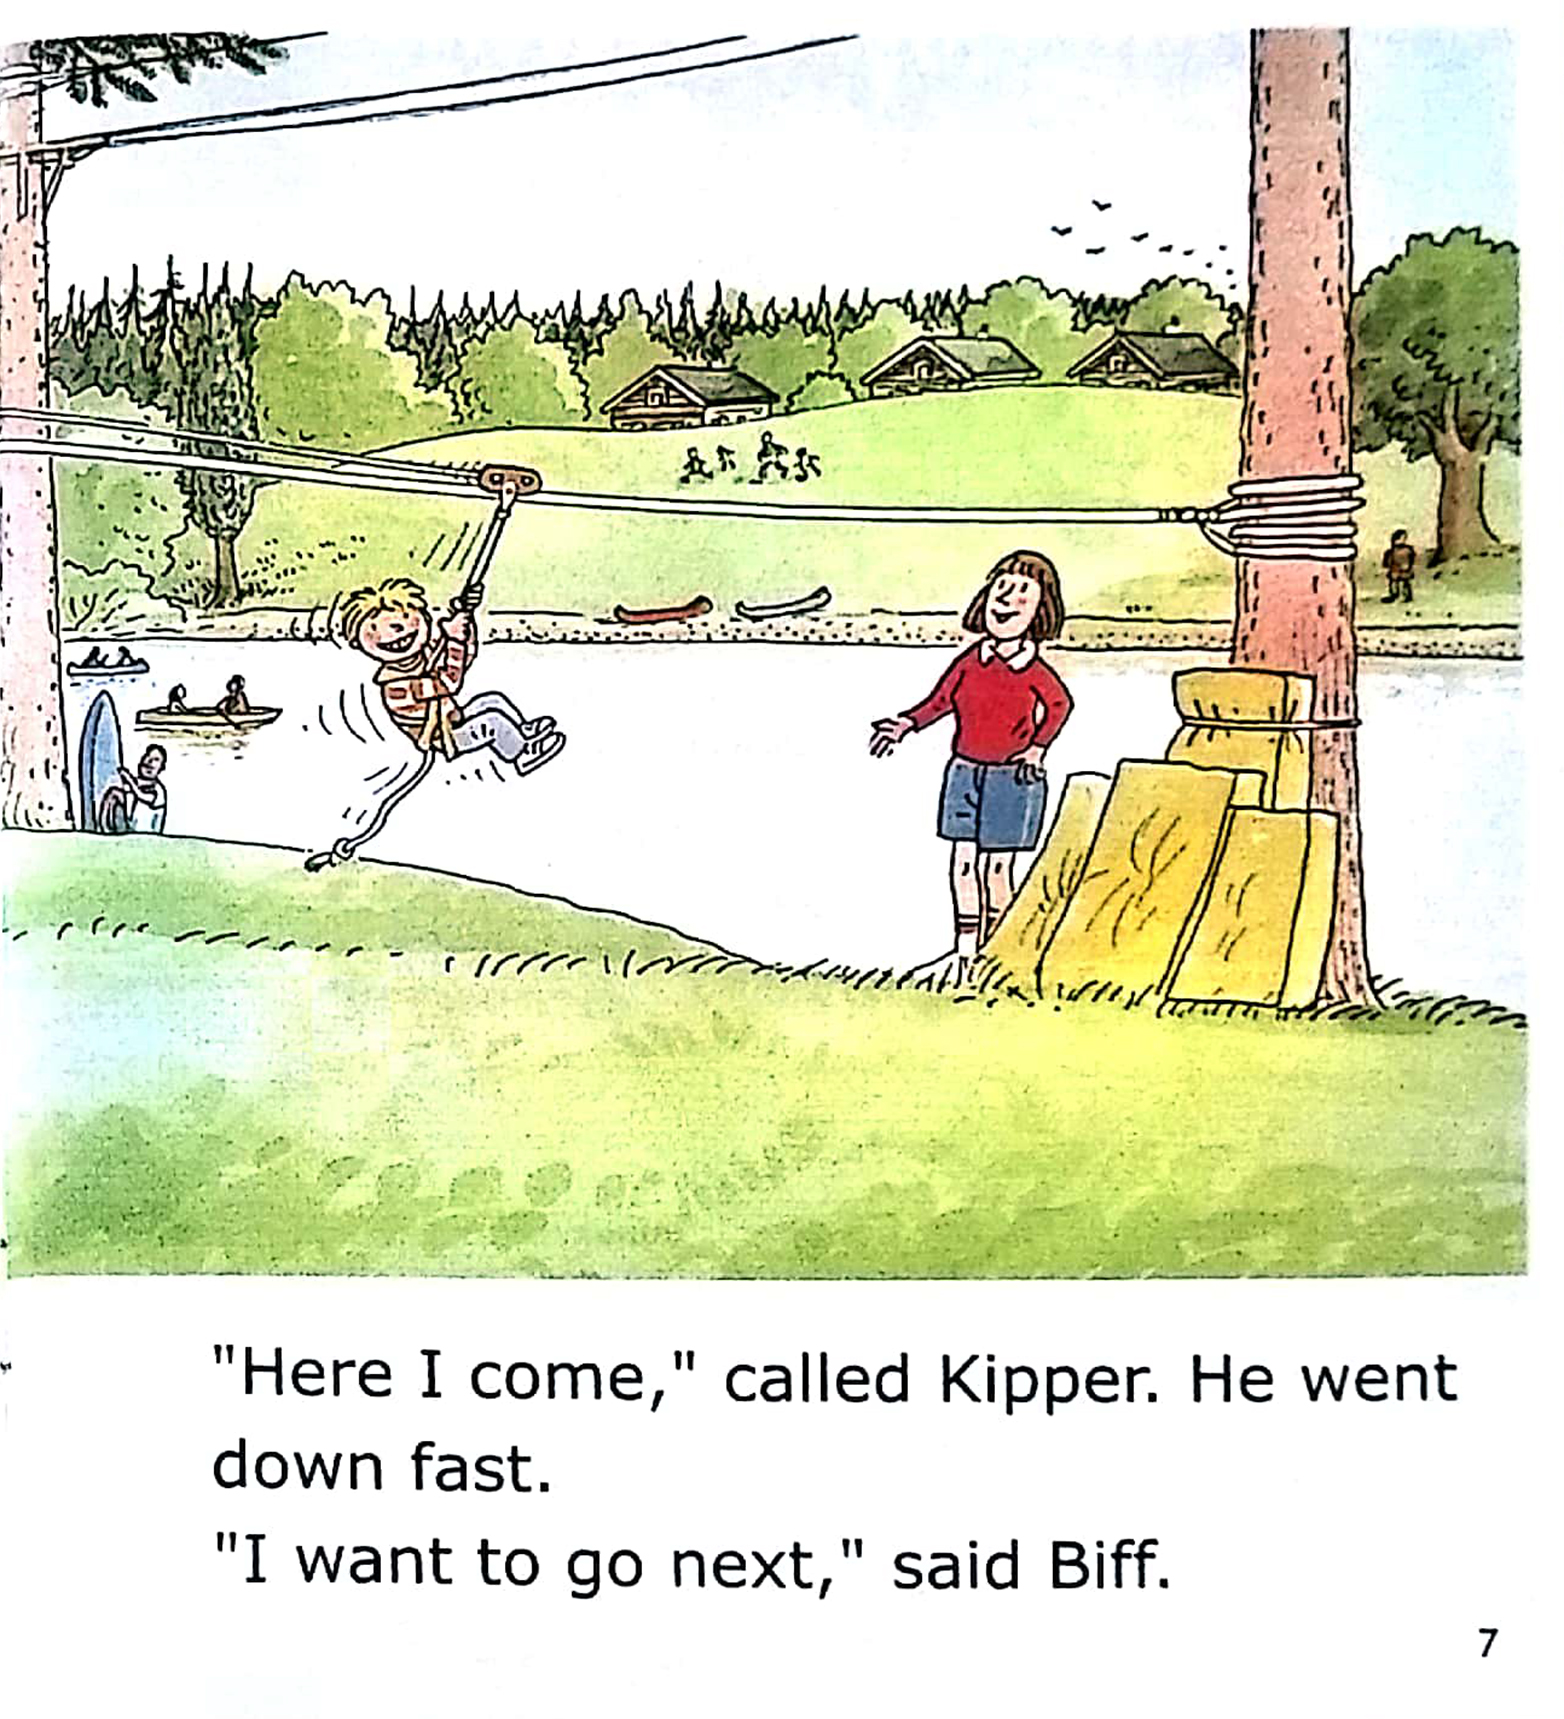 "Here I come," called Kipper. He went
down fast.
"I want to go next," said Biff.
7